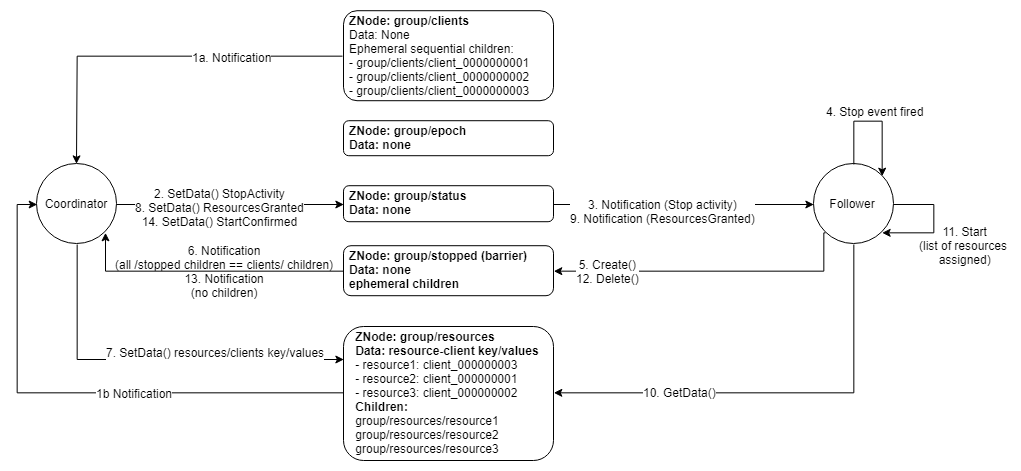 ZNode: group/clients
Data: None
Ephemeral sequential children:
- group/clients/client_0000000001
- group/clients/client_0000000002
- group/clients/client_0000000003
1a. Notification
ZNode: group/epoch
Data: none
4. Stop event fired
Coordinator
2. SetData() StopActivity
8. SetData() ResourcesGranted
14. SetData() StartConfirmed
ZNode: group/status
Data: none
3. Notification (Stop activity)
9. Notification (ResourcesGranted)
Follower
11. Start
(list of resources
assigned)
6. Notification
(all /stopped children == clients/ children)
13. Notification
(no children)
ZNode: group/stopped (barrier)
Data: none
ephemeral children
5. Create()
12. Delete()
7. SetData() resources/clients key/values
ZNode: group/resources
Data: resource-client key/values
- resource1: client_000000003
- resource2: client_000000001
- resource3: client_000000002
Children:
group/resources/resource1
group/resources/resource2
group/resources/resource3
1b Notification
10. GetData()